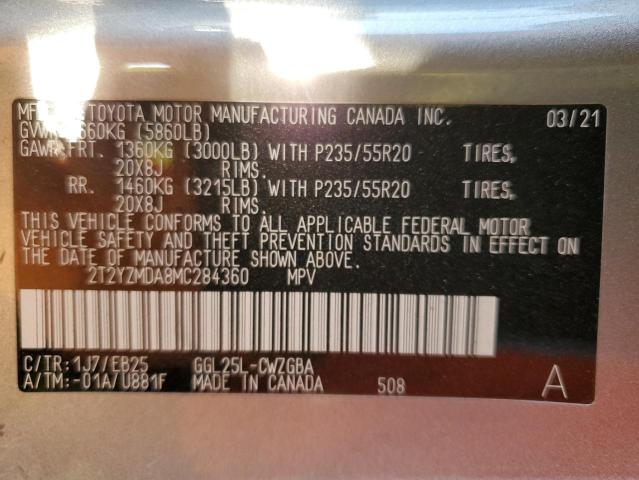 TOYOTA MOTOR MANUFACTURING CANADA INC. 03/21
(5860LB)
GAWR FRT. 1360KG (3000LB) WITH P235/55R20 TIRES,
20X8J RIMS.
RR. 1460KG (3215LB) WITH P235/55R20 TIRES,
20X8J RIMS.
THIS VEHICLE CONFORMS TO ALL APPLICABLE FEDERAL MOTOR
VEHICLE SAFETY AND THEFT PREVENTION STANDARDS IN EFFECT ON
THE DATE OF MANUFACTURE SHOWN ABOVE.
2T2YZMDA8MC284360 MPV
C/TR: 1J7/EB25 GGL25L-CWZGBA
A/TM: -01A/U881F MADE IN CANADA 508 A